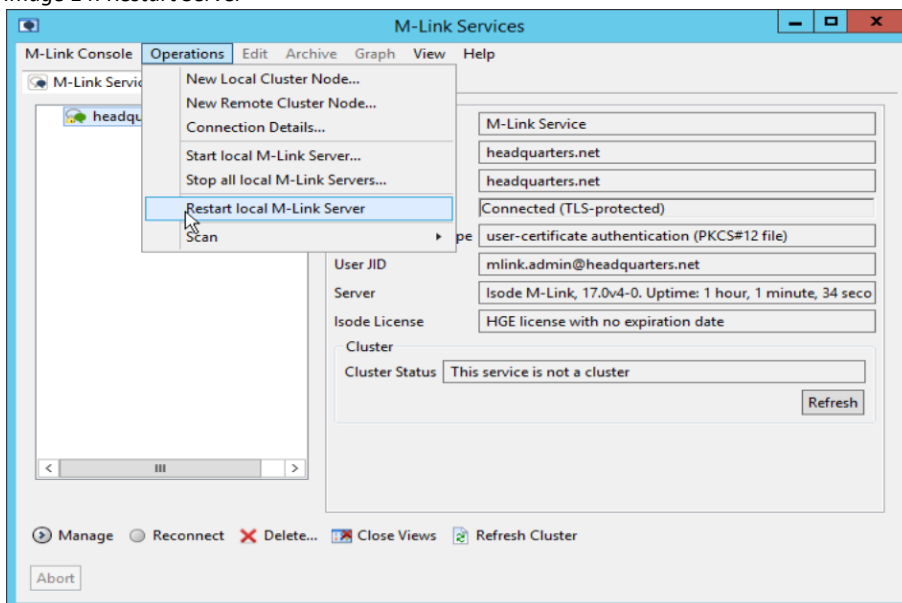 M-Link Services
M-Link Console Operations Edit Archive Graph View Help
M-Link Servic
New Local Cluster Node...
New Remote Cluster Node...
Connection Details...
Start local M-Link Server...
Stop all local M-Link Servers...
Restart local M-Link Server
Scan
headqu
M-Link Service
headquarters.net
headquarters.net
Connected (TLS-protected)
pe user-certificate authentication (PKCS#12 file)
User JID mlink.admin@headquarters.net
Server Isode M-Link, 17.0v4-0. Uptime: 1 hour, 1 minute, 34 seco
Isode License HGE license with no expiration date
Cluster
Cluster Status This service is not a cluster
Refresh
Manage Reconnect Delete... Close Views Refresh Cluster
Abort